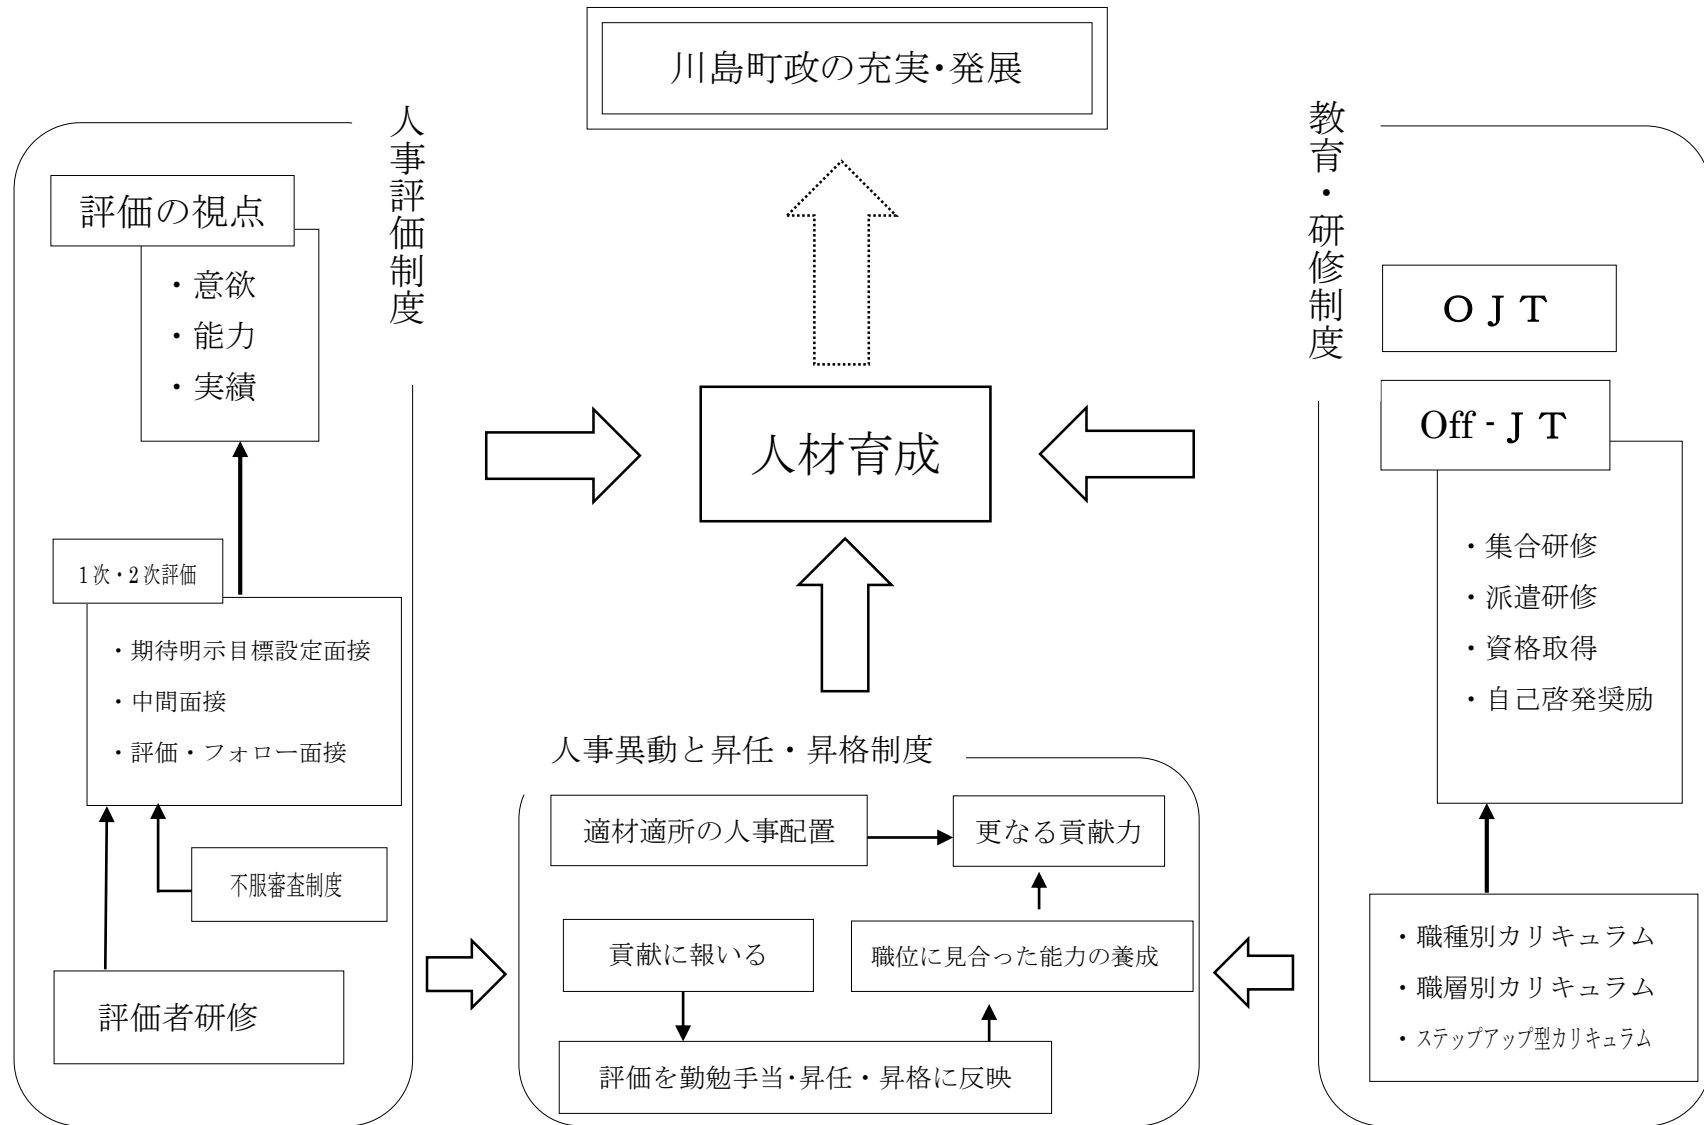 川島町政の充実・発展
人事評価制度
評価の視点
・意欲
・能力
・実績
1次・2次評価
・期待明示目標設定面接
・中間面接
・評価・フォロー面接
不服審査制度
評価者研修
人材育成
人事異動と昇任・昇格制度
適材適所の人事配置
更なる貢献力
貢献に報いる
職位に見合った能力の養成
評価を勤勉手当・昇任・昇格に反映
教育・研修制度
ＯＪＴ
Off‐ＪＴ
・集合研修
・派遣研修
・資格取得
・自己啓発奨励
・職種別カリキュラム
・職層別カリキュラム
・ステップアップ型カリキュラム